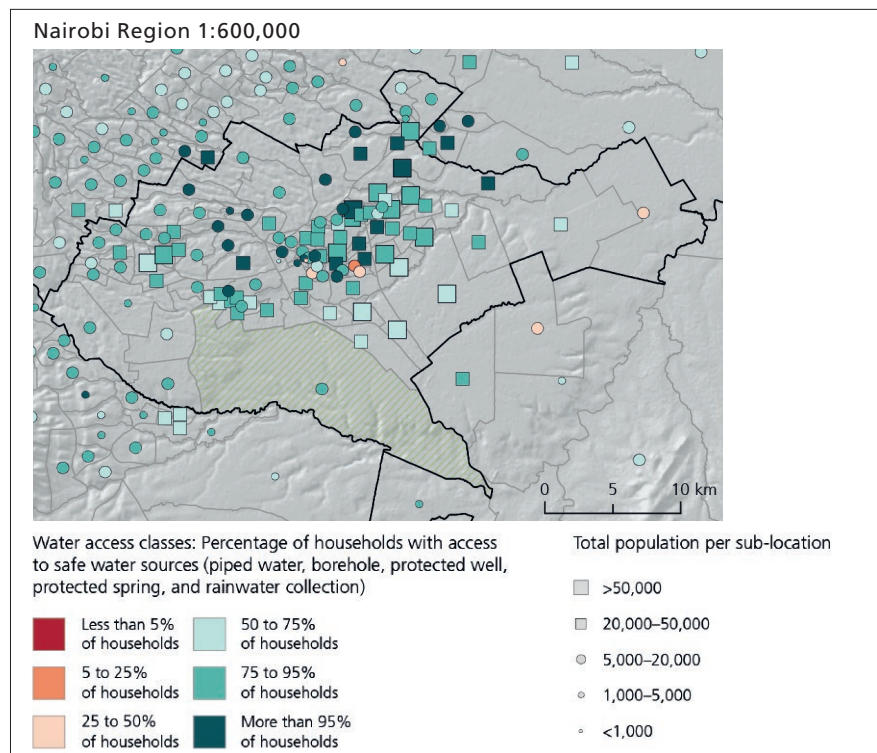 Nairobi Region 1:600,000
0 5 10 km
Water access classes: Percentage of households with access
to safe water sources (piped water, borehole, protected well,
protected spring, and rainwater collection)
Less than 5%
of households
5 to 25%
of households
25 to 50%
of households
50 to 75%
of households
75 to 95%
of households
More than 95%
of households
Total population per sub-location
>50,000
20,000–50,000
5,000–20,000
1,000–5,000
<1,000